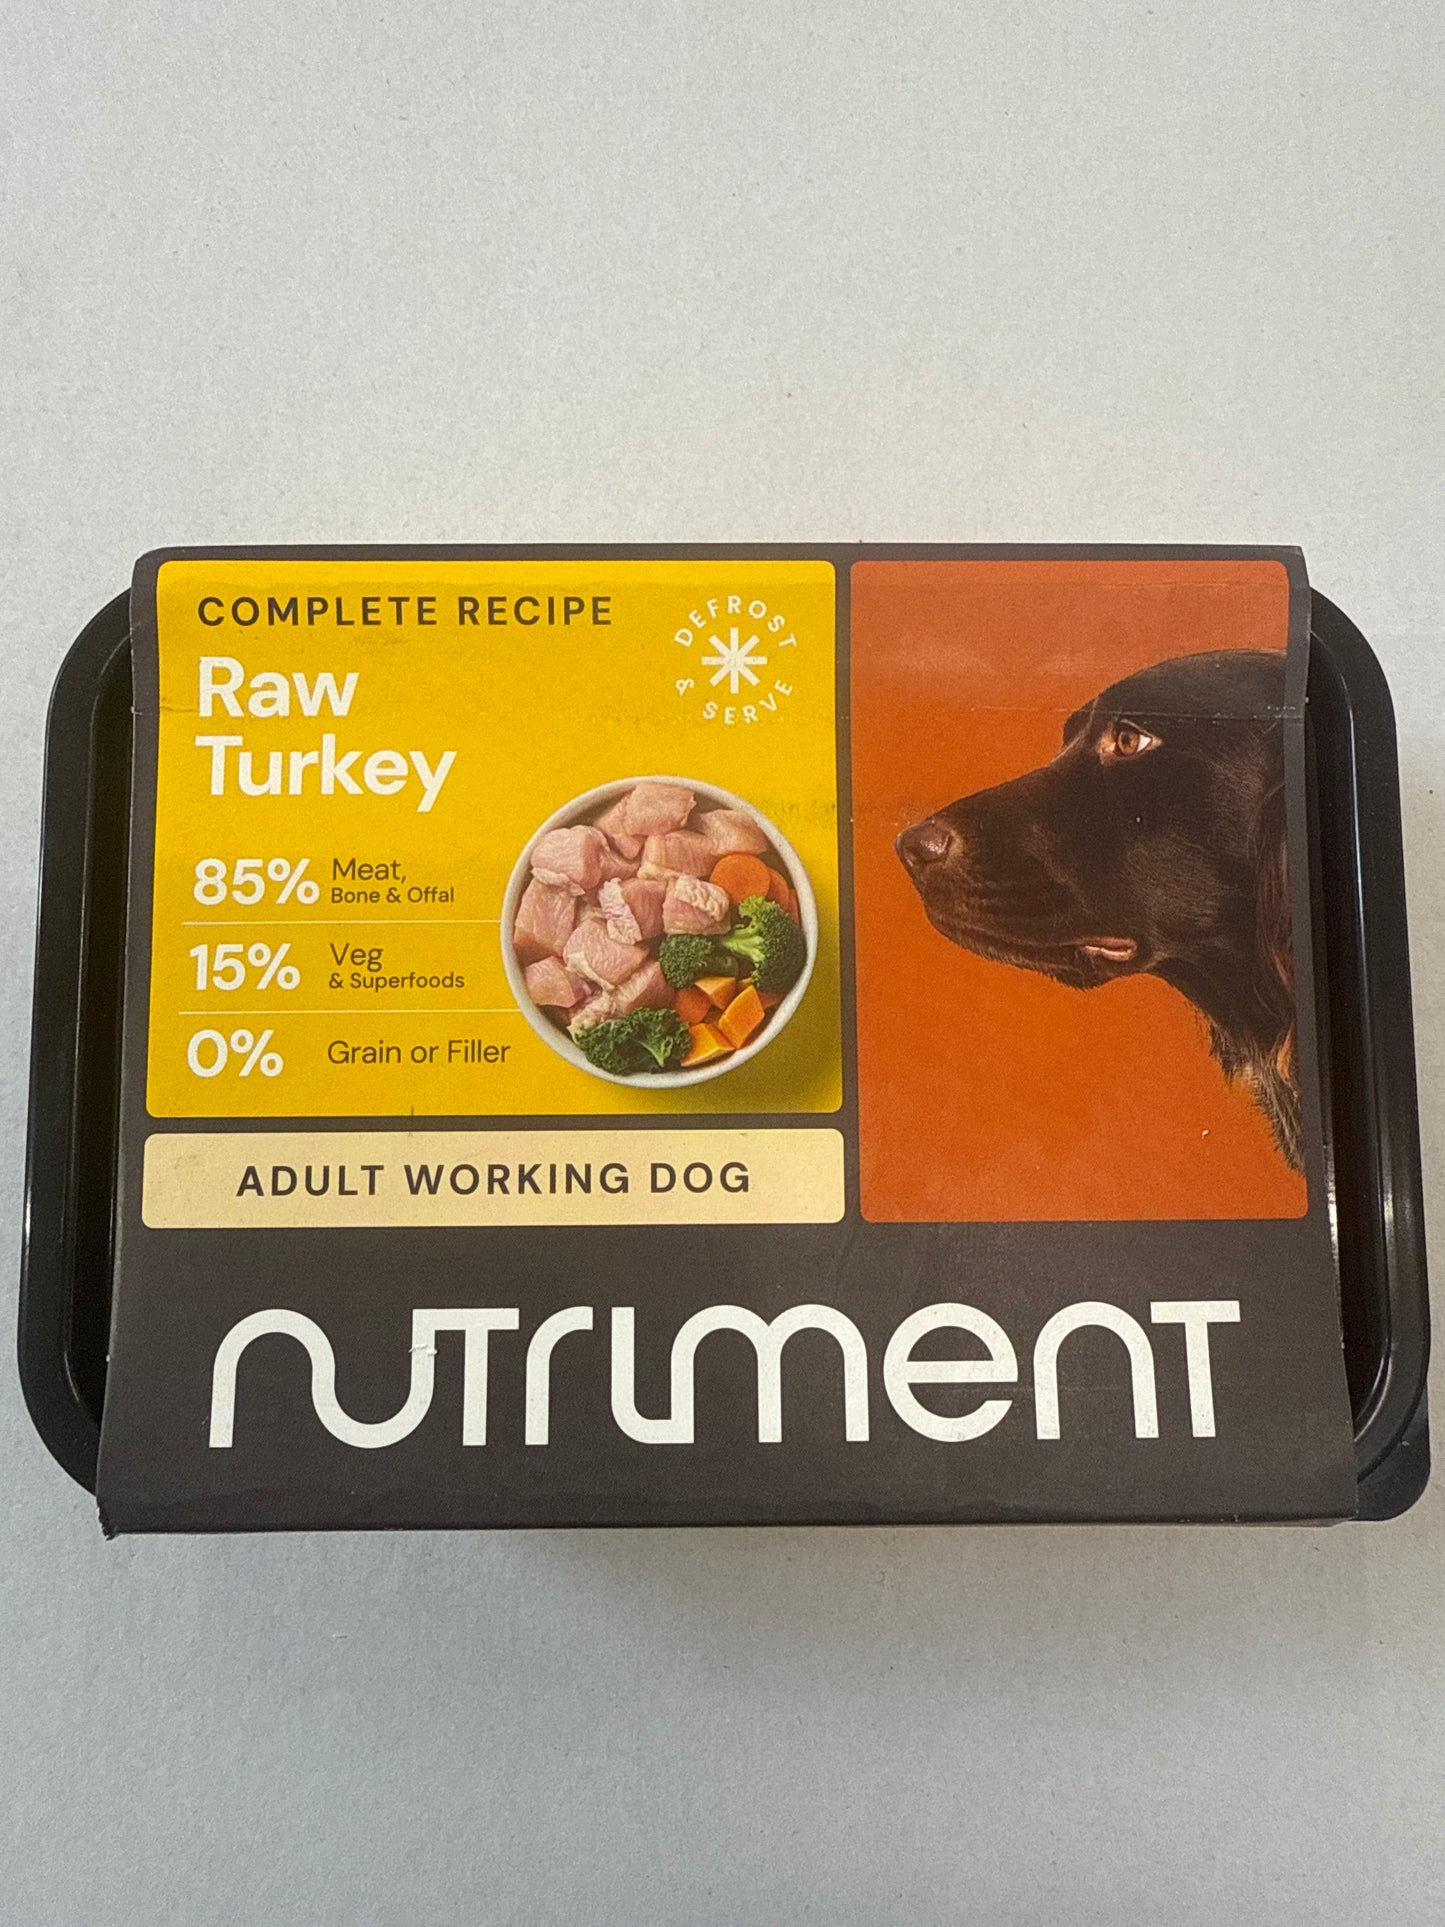 COMPLETE RECIPE
DEFROST & SERVE
Raw
Turkey
85% Meat,
Bone & Offal
15% Veg
& Superfoods
0% Grain or Filler
ADULT WORKING DOG
nutriment